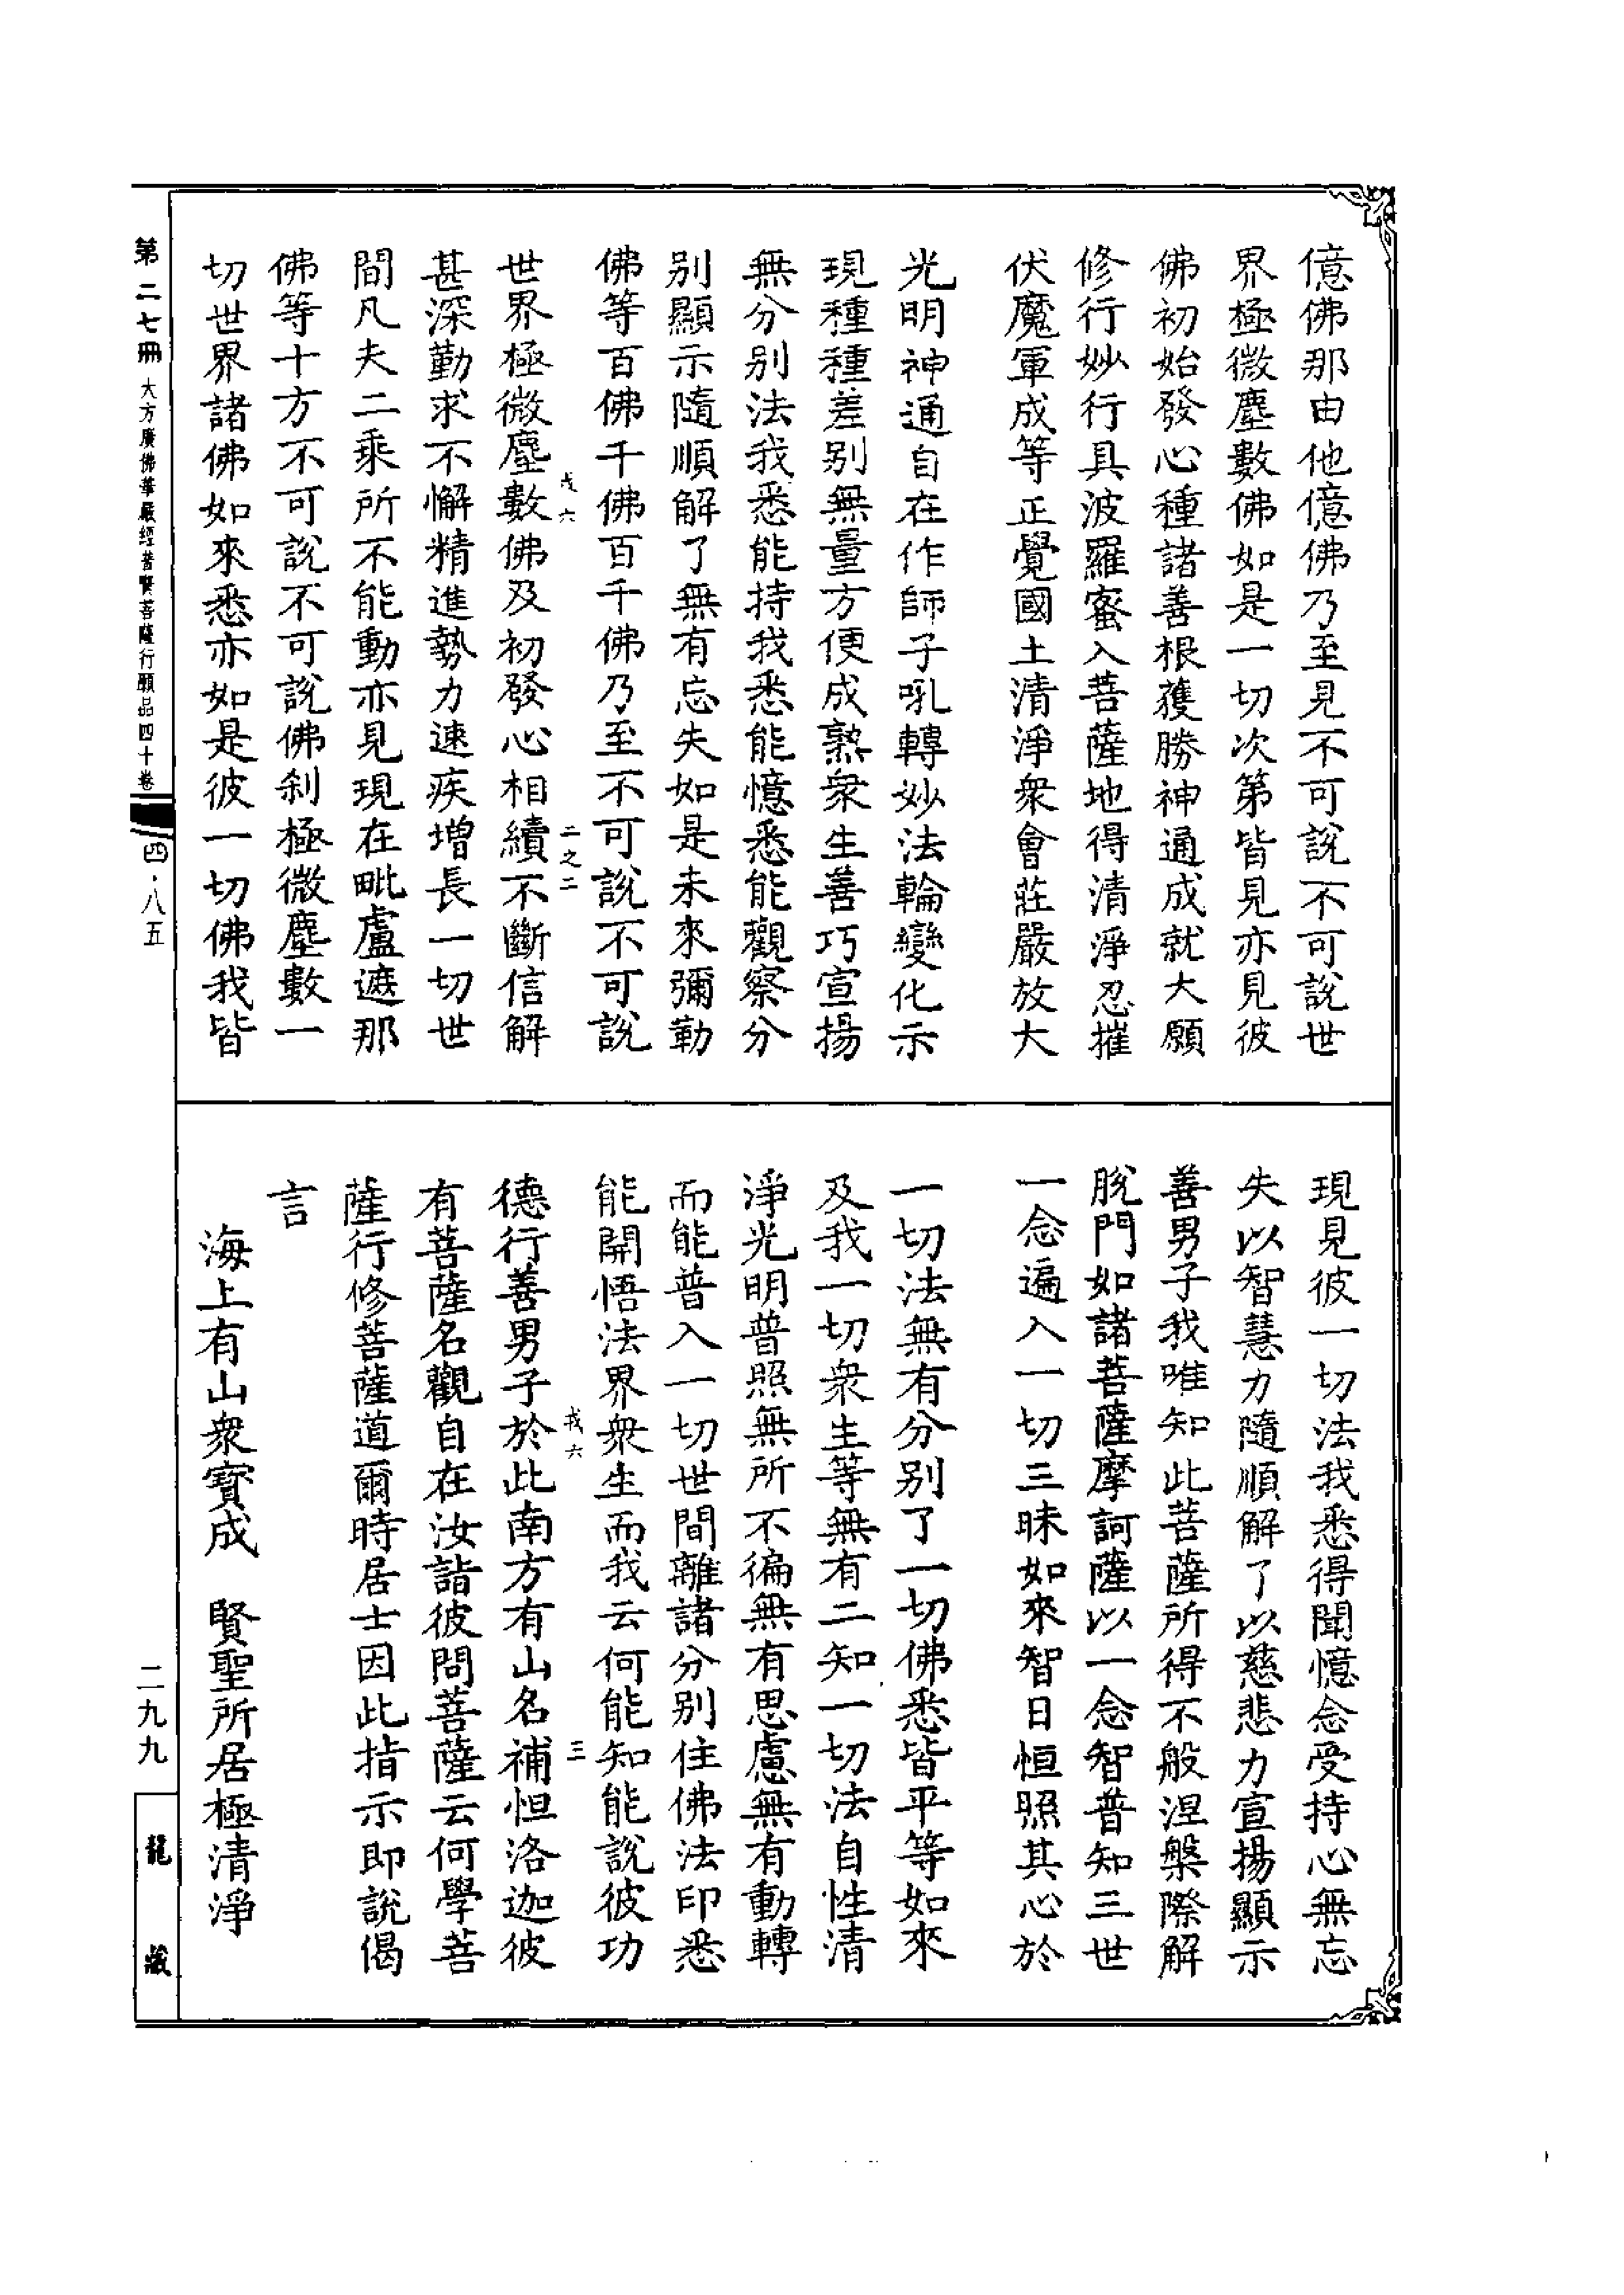 億佛那由他億佛乃至見不可說不可說世
界極微塵數佛如是一切次第皆見亦見彼
佛初始發心種諸善根獲勝神通成就大願
修行妙行具波羅蜜入菩薩地得清淨忍摧
伏魔軍成等正覺國土清淨衆會莊嚴放大
光明神通自在作師子吼轉妙法輪變化示
現種種差别無量方便成熟衆生善巧宣揚
無分别法我悉能持我悉能憶悉能觀察分
别顯示隨順解了無有忘失如是未來彌勒
佛等百佛千佛百千佛乃至不可說不可說
戎六
二之二
世界極微塵數佛及初發心相續不斷信解
甚深勤求不懈精進勢力速疾增長一切世
間凡夫二乘所不能動亦見現在毗盧遮那
佛等十方不可說不可說佛刹極微塵數一
切世界諸佛如來悉亦如是彼一切佛我皆
現見彼一切法我悉得聞憶念受持心無忘
失以智慧力隨順解了以慈悲力宣揚顯示
善男子我唯知此菩薩所得不般涅槃際解
脫門如諸菩薩摩訶薩以一念智普知三世
一念遍入一切三昧如來智日恒照其心於
一切法無有分别了一切佛悉皆平等如來
及我一切衆生等無有二知一切法自性清
淨光明普照無所不徧無有思慮無有動轉
而能普入一切世間離諸分别住佛法印悉
能開悟法界衆生而我云何能知能說彼功
戎六
三
德行善男子於此南方有山名補怛洛迦彼
有菩薩名觀自在汝詣彼問菩薩云何學菩
薩行修菩薩道爾時居士因此指示即說偈
言
海上有山衆寶成　賢聖所居極清淨
第二七冊　大方廣佛華嚴經普賢菩薩行願品四十卷
四·八五
二九九
龍藏